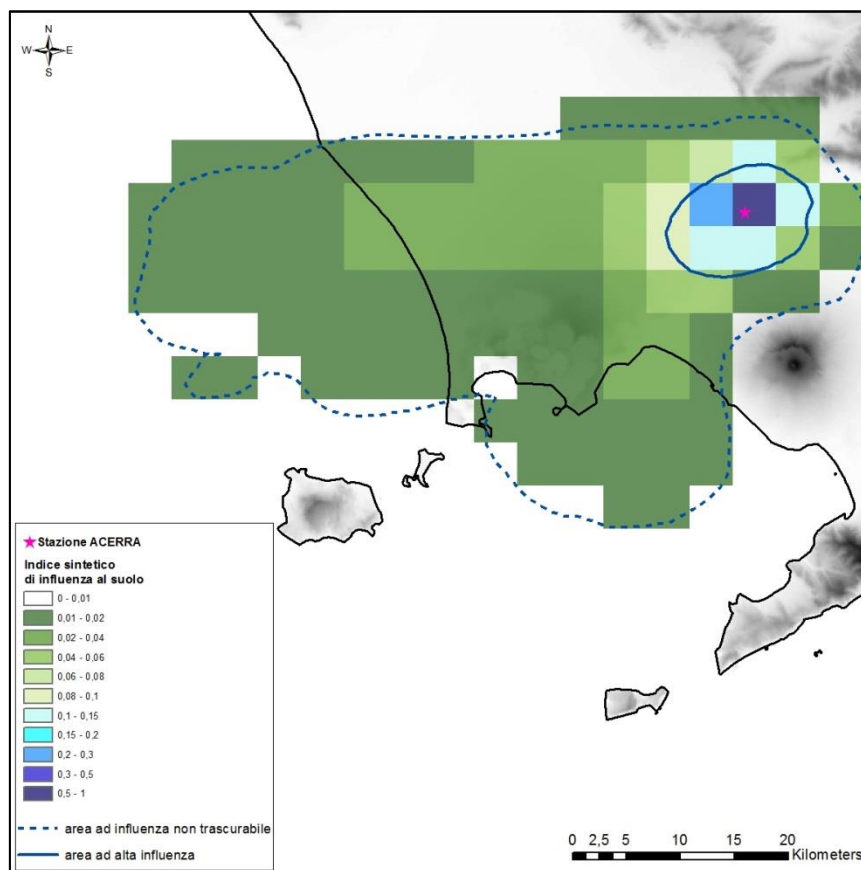 N
W E
S
Stazione ACERRA
Indice sintetico
di influenza al suolo
0 - 0,01
0,01 - 0,02
0,02 - 0,04
0,04 - 0,06
0,06 - 0,08
0,08 - 0,1
0,1 - 0,15
0,15 - 0,2
0,2 - 0,3
0,3 - 0,5
0,5 - 1
area ad influenza non trascurabile
area ad alta influenza
0 2,5 5 10 15 20
Kilometers